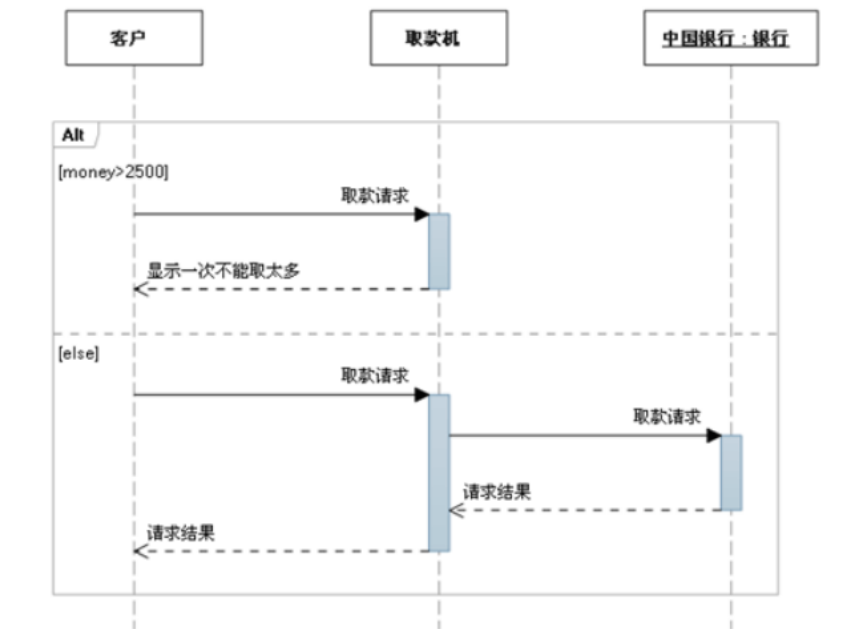 客户
取款机
中国银行：银行
Alt
[money>2500]
取款请求
显示一次不能取太多
[else]
取款请求
取款请求
请求结果
请求结果